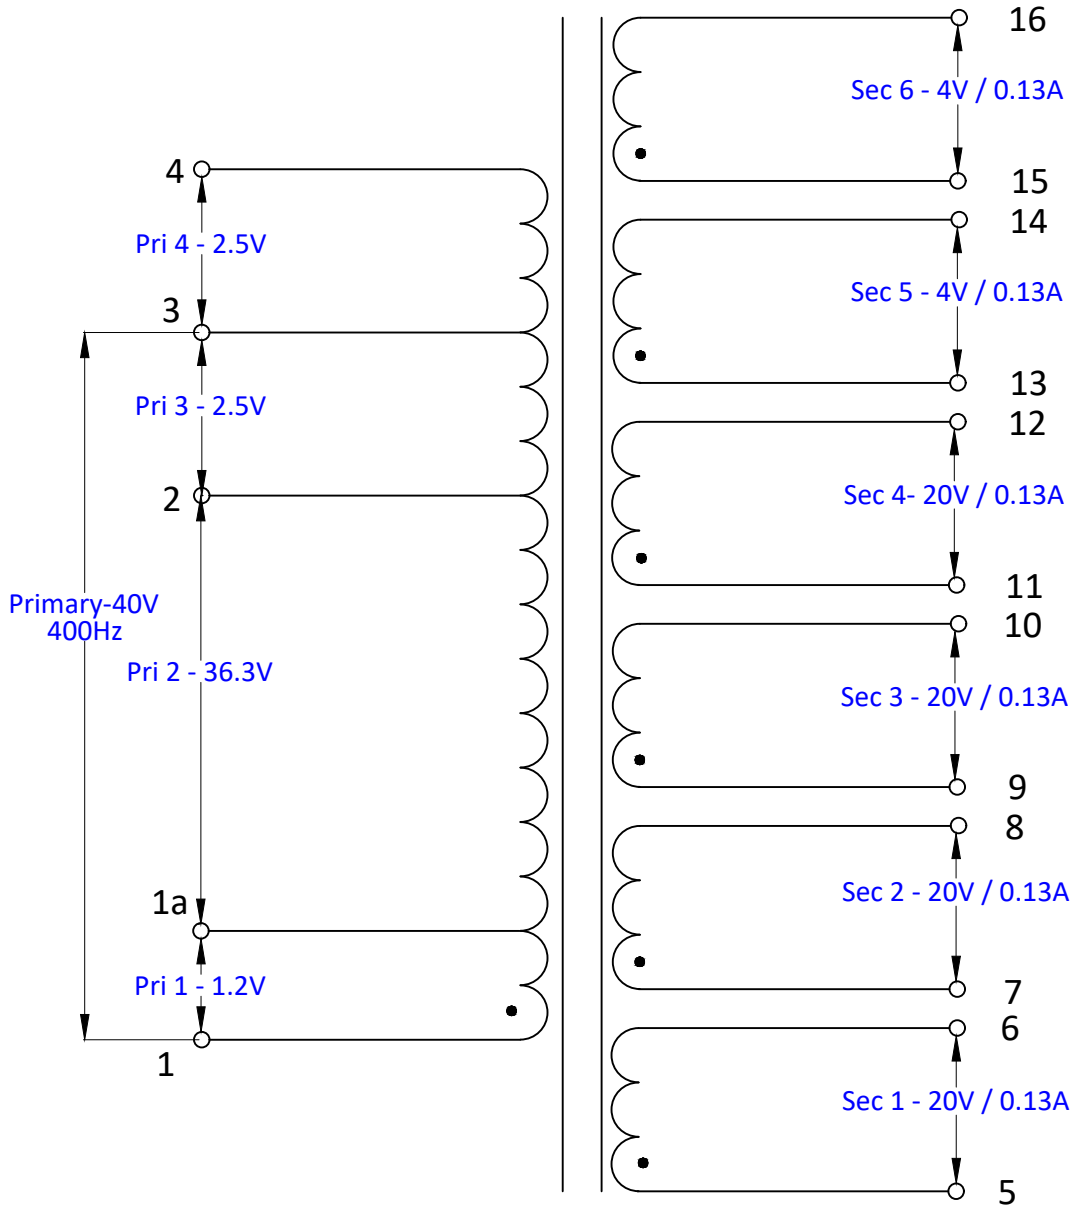 16
Sec 6 - 4V / 0.13A
15
4
14
Pri 4 - 2.5V
Sec 5 - 4V / 0.13A
3
13
Pri 3 - 2.5V
12
2
Sec 4- 20V / 0.13A
11
Primary-40V
400Hz
10
Pri 2 - 36.3V
Sec 3 - 20V / 0.13A
9
8
1a
Sec 2 - 20V / 0.13A
Pri 1 - 1.2V
7
6
1
Sec 1 - 20V / 0.13A
5